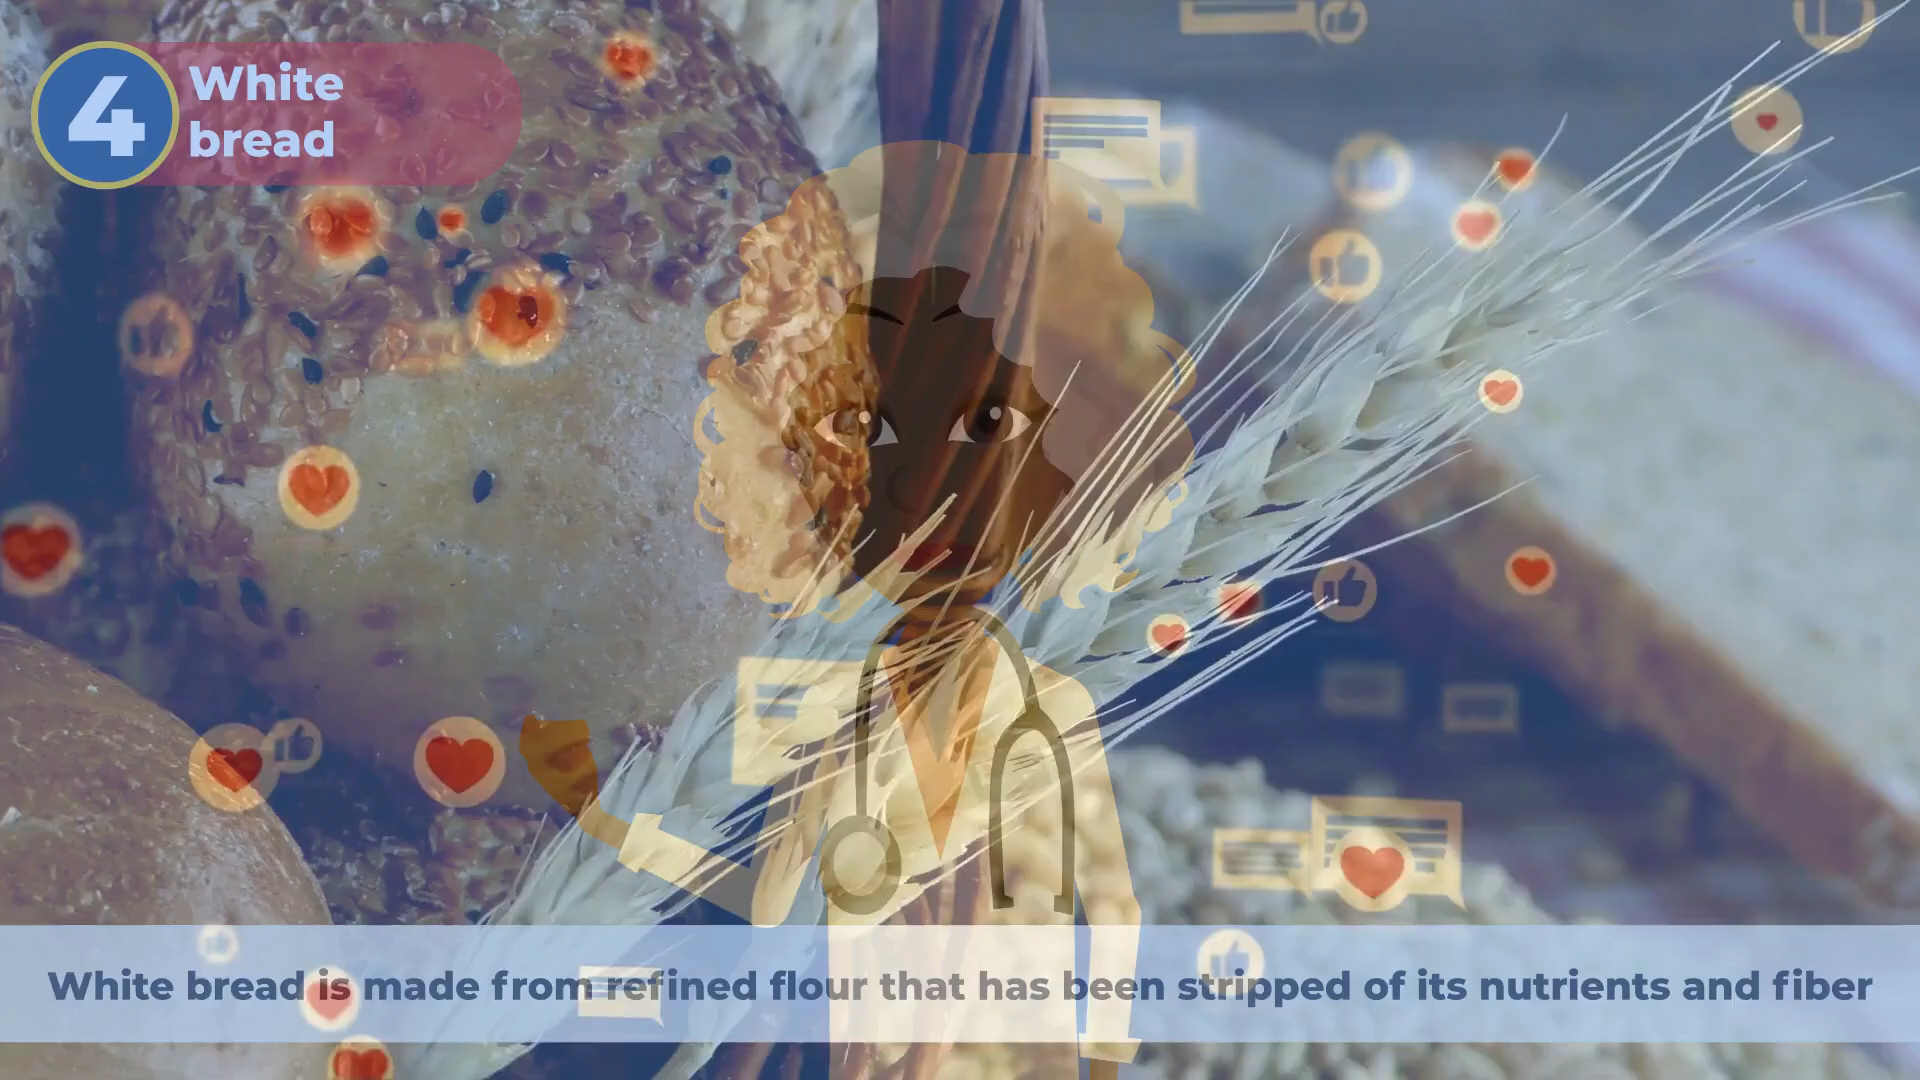 4
White
bread
White bread is made from refined flour that has been stripped of its nutrients and fiber